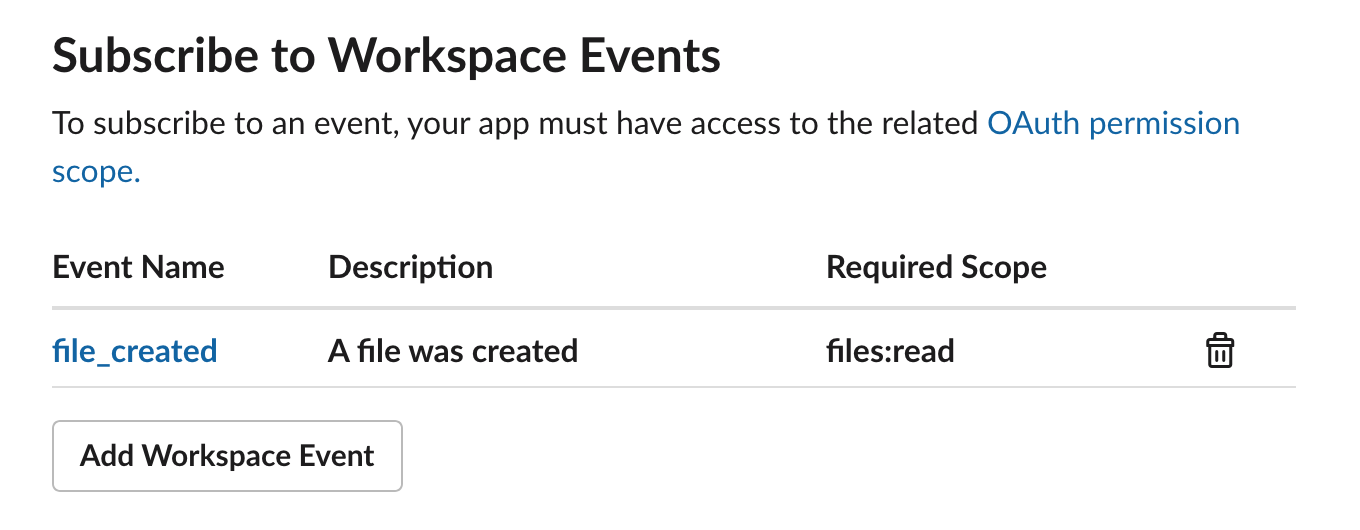 Subscribe to Workspace Events
To subscribe to an event, your app must have access to the related OAuth permission
scope.
Event Name Description Required Scope
file_created A file was created files:read
Add Workspace Event